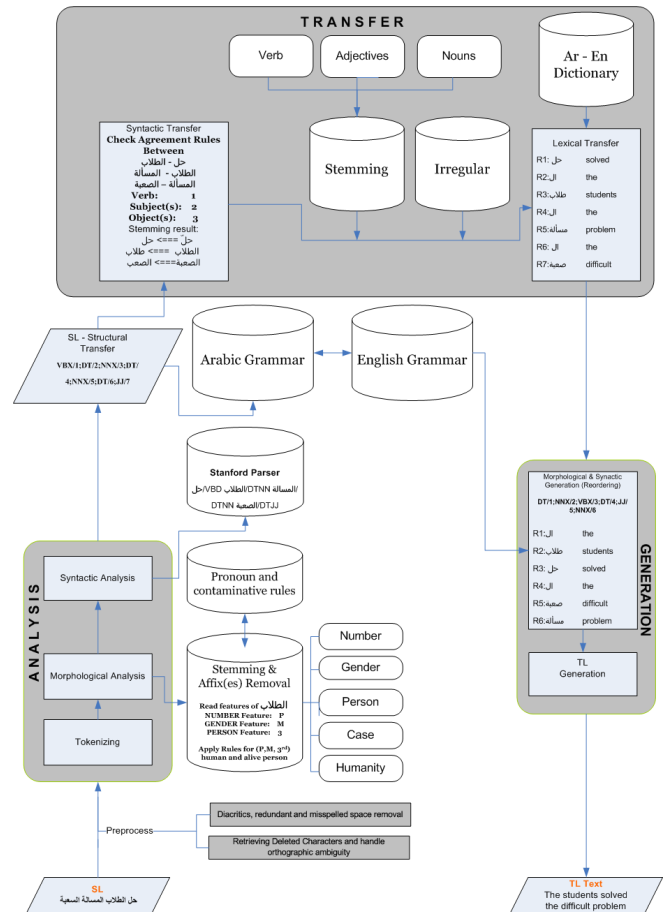 TRANSFER
Verb
Adjectives
Nouns
Ar - En
Dictionary
Syntactic Transfer
Check Agreement Rules
Between
حل - الطلاب
الطلاب - المسألة
المسألة – الصعبة
Verb: 1
Subject(s): 2
Object(s): 3
Stemming result:
حلّ ===> حل
الطلاب ===> طلاب
الصعبة===> الصعب
Stemming
Irregular
Lexical Transfer
R1: حل solved
R2:ال the
R3:طلاب students
R4:ال the
R5:مسألة problem
R6: ال the
R7:صعبة difficult
SL - Structural
Transfer
VBX/1;DT/2;NNX/3;DT/
4;NNX/5;DT/6;JJ/7
Arabic Grammar
English Grammar
Stanford Parser
حل/VBD الطلاب/DTNN المسالة/
DTNN الصعبة/DTJJ
Morphological & Synactic
Generation (Reordering)
DT/1;NNX/2;VBX/3;DT/4;JJ/
5;NNX/6
R1:ال the
R2:طلاب students
R3: حل solved
R4:ال the
R5:صعبة difficult
R6:مسألة problem
TL
Generation
GENERATION
ANALYSIS
Syntactic Analysis
Morphological Analysis
Tokenizing
Pronoun and
contaminative rules
Stemming &
Affix(es) Removal
Read features of الطلاب
NUMBER Feature: P
GENDER Feature: M
PERSON Feature: 3
Apply Rules for (P,M, 3rd)
human and alive person
Number
Gender
Person
Case
Humanity
Preprocess
Diacritics, redundant and misspelled space removal
Retrieving Deleted Characters and handle
orthographic ambiguity
SL
حل الطلاب المسالة السعبة
TL Text
The students solved
the difficult problem